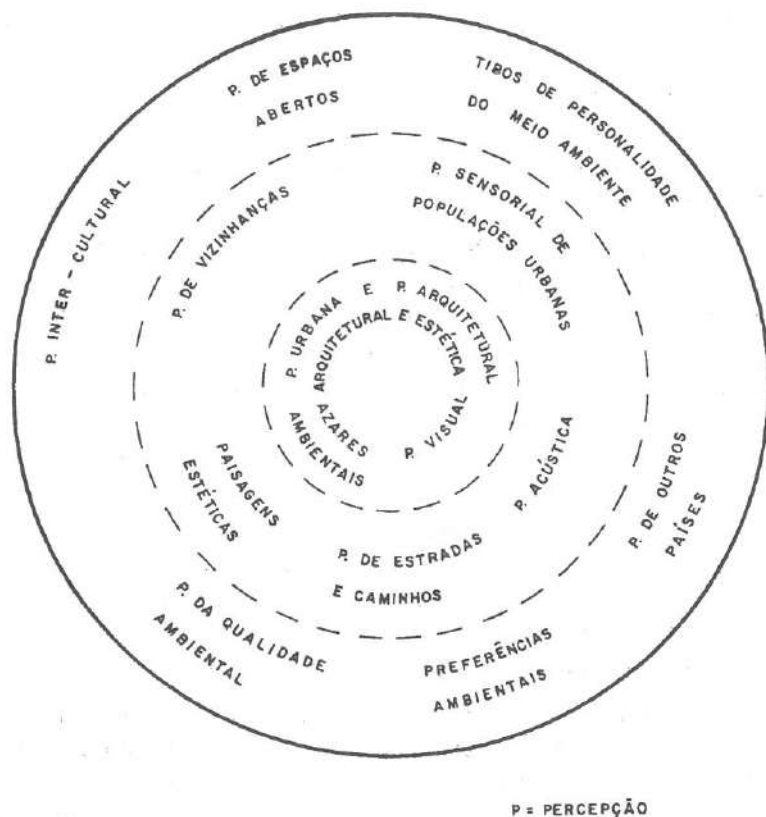 P. DE ESPAÇOS
ABERTOS
TIBOS DE PERSONALIDADE
DO MEIO AMBIENTE
P. INTER - CULTURAL
P. DE VIZINHANÇAS
P. SENSORIAL DE
POPULAÇÕES URBANAS
P. URBANA E
ARQUITETURAL E ESTÉTICA
P. ARQUITETURAL
AZARES
AMBIENTAIS
P. VISUAL
PAISAGENS
ESTÉTICAS
P. ACÚSTICA
P. DE ESTRADAS
E CAMINHOS
P. DE OUTROS
PAÍSES
P. DA QUALIDADE
AMBIENTAL
PREFERÊNCIAS
AMBIENTAIS
P = PERCEPÇÃO